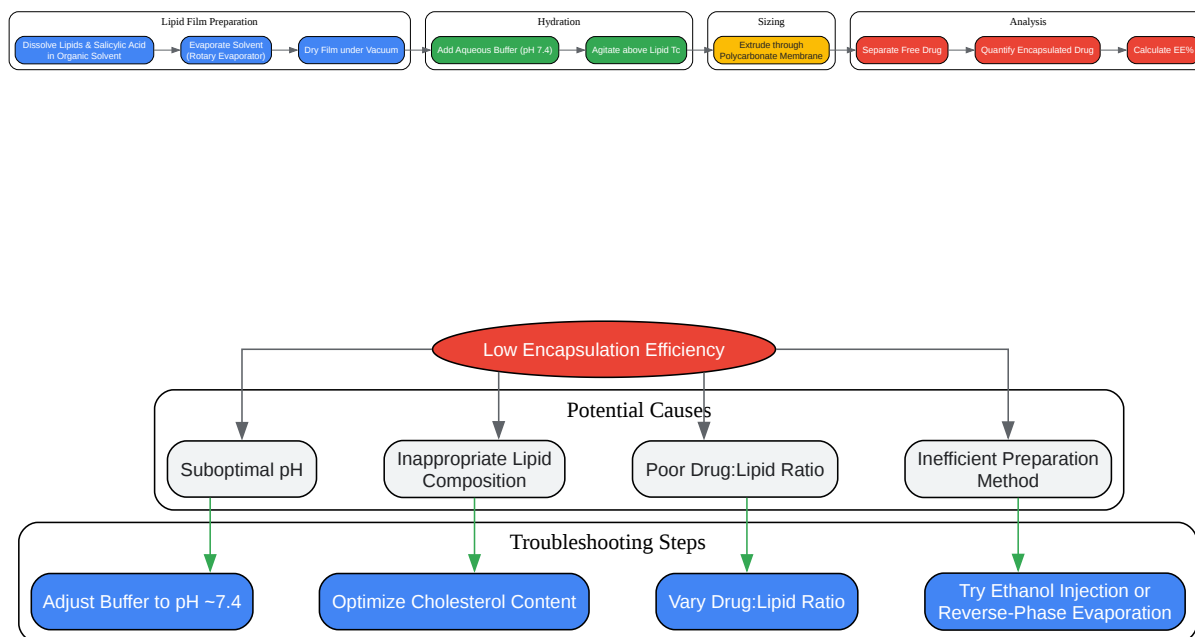 Lipid Film Preparation
Hydration
Sizing
Analysis
Dissolve Lipids & Salicylic Acid
in Organic Solvent
Evaporate Solvent
(Rotary Evaporator)
Dry Film under Vacuum
Add Aqueous Buffer (pH 7.4)
Agitate above Lipid Tc
Extrude through
Polycarbonate Membrane
Separate Free Drug
Quantify Encapsulated Drug
Calculate EE%
Low Encapsulation Efficiency
Potential Causes
Suboptimal pH
Inappropriate Lipid
Composition
Poor Drug:Lipid Ratio
Inefficient Preparation
Method
Troubleshooting Steps
Adjust Buffer to pH ~7.4
Optimize Cholesterol Content
Vary Drug:Lipid Ratio
Try Ethanol Injection or
Reverse-Phase Evaporation